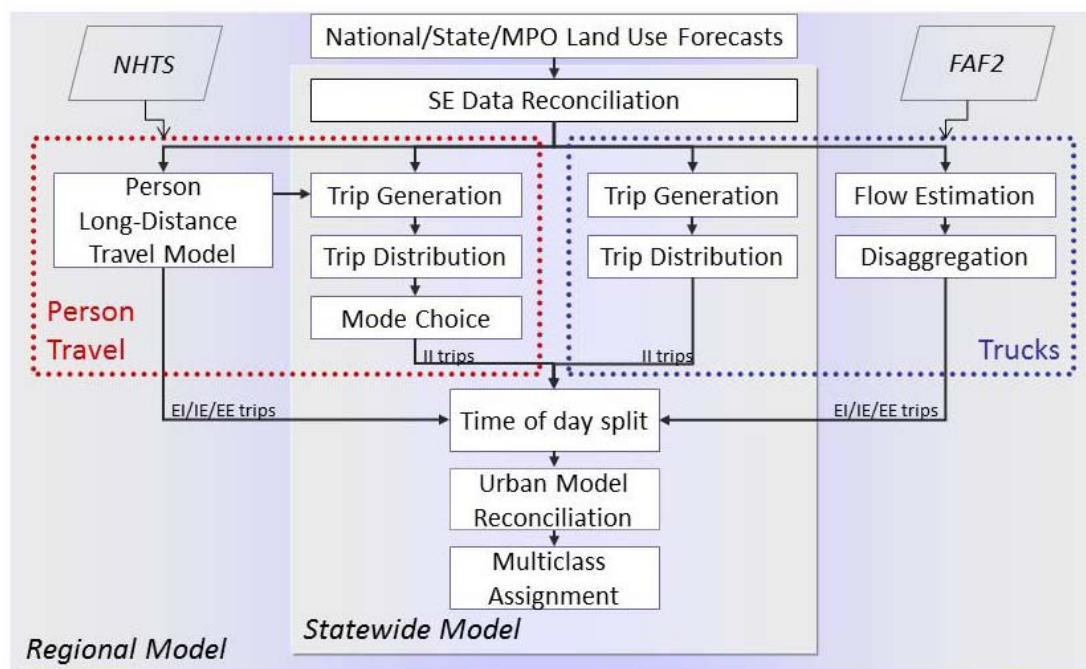 National/State/MPO Land Use Forecasts
NHTS
FAF2
SE Data Reconciliation
Person
Long-Distance
Travel Model
Trip Generation
Trip Generation
Flow Estimation
Trip Distribution
Trip Distribution
Disaggregation
Mode Choice
Person
Travel
Trucks
II trips
II trips
EI/IE/EE trips
Time of day split
EI/IE/EE trips
Urban Model
Reconciliation
Multiclass
Assignment
Statewide Model
Regional Model